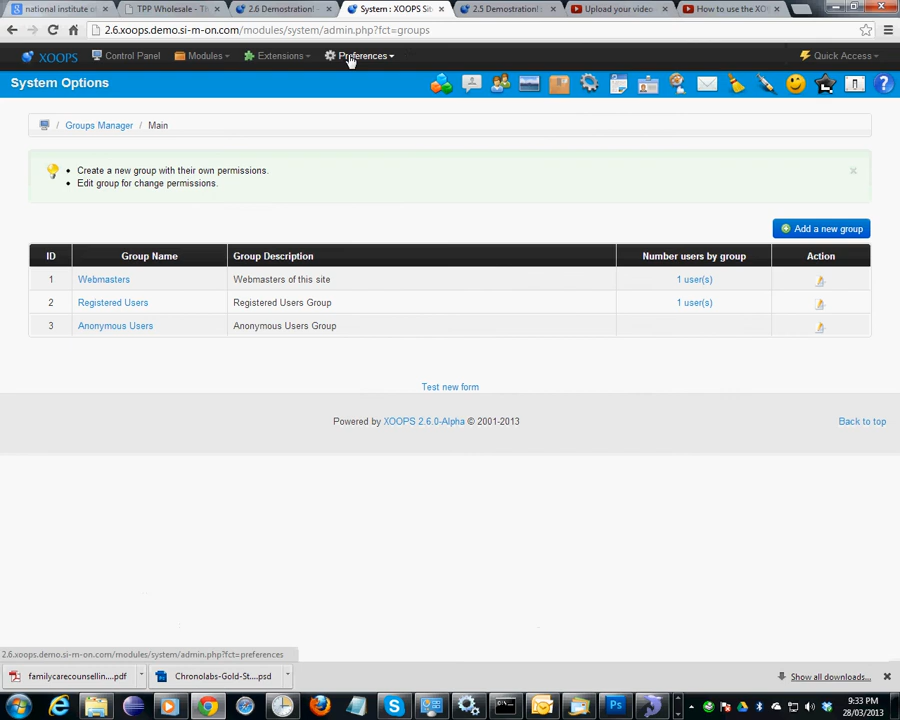 national institute o
TPP Wholesale - Th
2.6 Demostration! -
System : XOOPS Sit
2.5 Demostration! s
Upload your video
How to use the XO
2.6.xoops.demo.si-m-on.com/modules/system/admin.php?fct=groups
XOOPS
Control Panel
Modules
Extensions
Preferences
Quick Access
System Options
/ Groups Manager / Main
Create a new group with their own permissions.
Edit group for change permissions.
Add a new group
ID Group Name Group Description Number users by group Action
1 Webmasters Webmasters of this site 1 user(s)
2 Registered Users Registered Users Group 1 user(s)
3 Anonymous Users Anonymous Users Group
Test new form
Powered by XOOPS 2.6.0-Alpha © 2001-2013
Back to top
2.6.xoops.demo.si-m-on.com/modules/system/admin.php?fct=preferences
familycarecounsellin....pdf
Chronolabs-Gold-St....psd
Show all downloads...
9:33 PM
28/03/2013